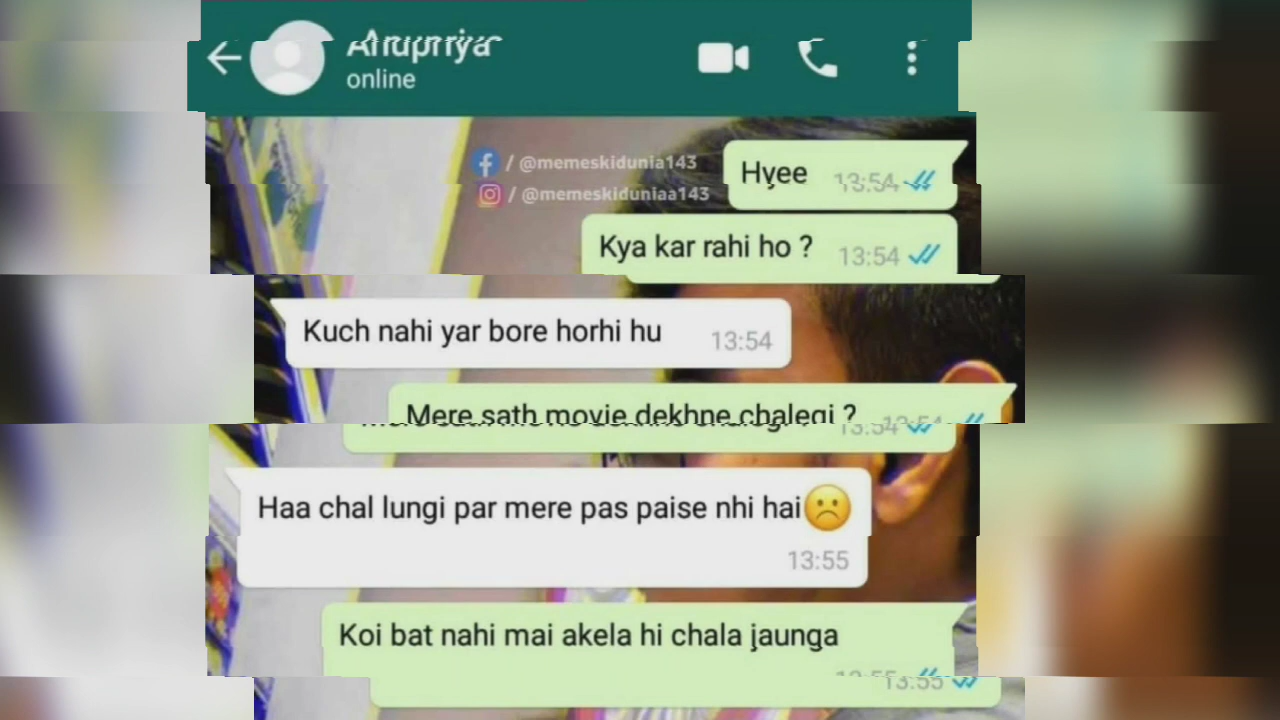 Anupriya
online
/ @memeskidunia143
/ @memeskiduniaa143
Hyee 13:54
Kya kar rahi ho ? 13:54
Kuch nahi yar bore horhi hu 13:54
Mere sath movie dekhne chalegi ? 13:54
Haa chal lungi par mere pas paise nhi hai☹️
13:55
Koi bat nahi mai akela hi chala jaunga
13:55